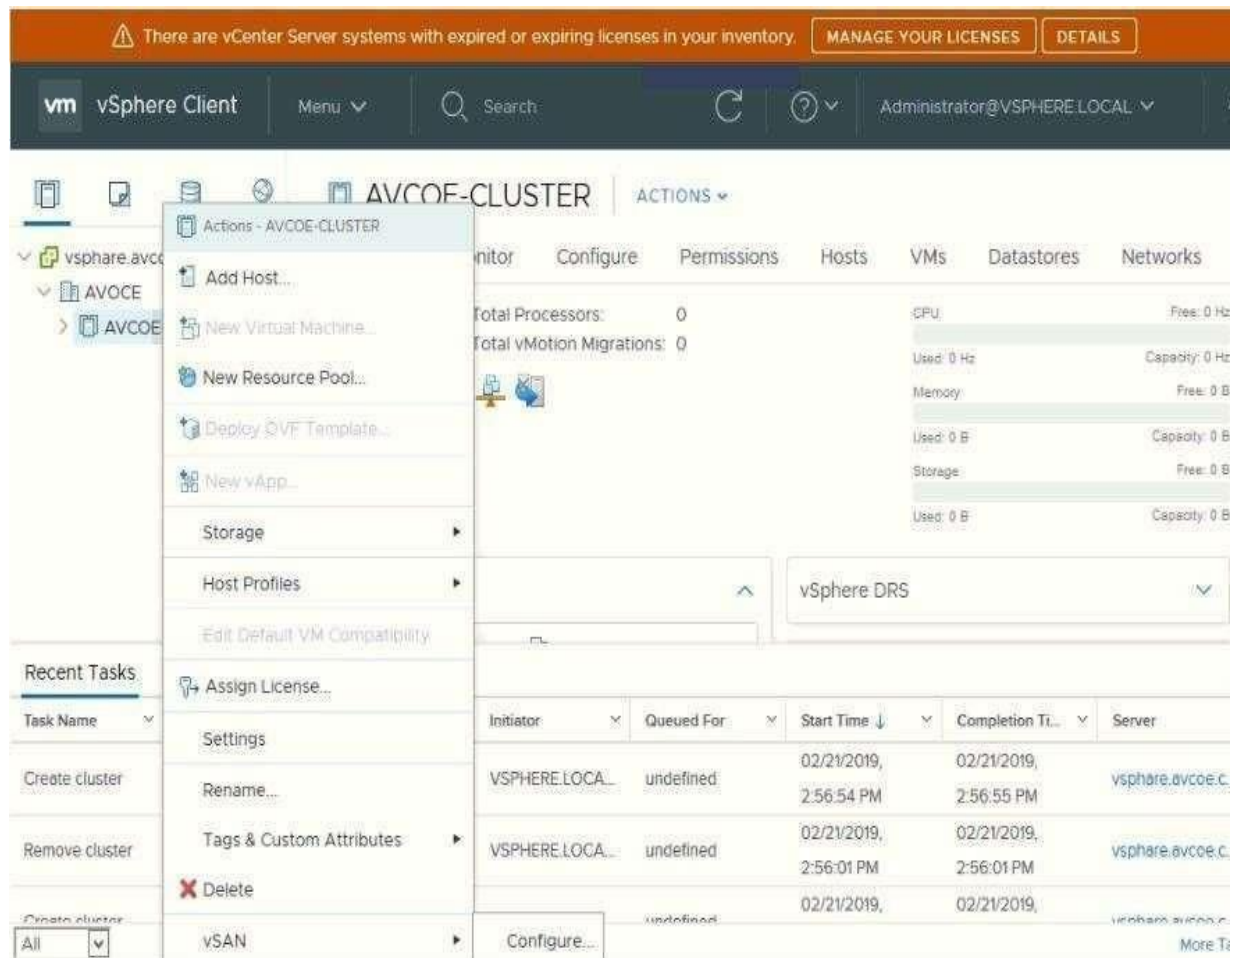 There are vCenter Server systems with expired or expiring licenses in your inventory. MANAGE YOUR LICENSES DETAILS
vm vSphere Client Menu Search Administrator@VSPHERE.LOCAL
AVCOE-CLUSTER ACTIONS
Actions - AVCOE-CLUSTER
vsphare.avco
AVOCE
AVCOE
nitor Configure Permissions Hosts VMs Datastores Networks
Add Host...
New Virtual Machine...
New Resource Pool...
Deploy OVF Template...
New vApp...
Storage
Host Profiles
Edit Default VM Compatibility
Assign License...
Settings
Rename...
Tags & Custom Attributes
Delete
vSAN
Configure...
Total Processors: 0
Total vMotion Migrations: 0
CPU Free: 0 Hz
Used: 0 Hz Capacity: 0 Hz
Memory Free: 0 B
Used: 0 B Capacity: 0 B
Storage Free: 0 B
Used: 0 B Capacity: 0 B
vSphere DRS
Recent Tasks
Task Name Initiator Queued For Start Time Completion Ti... Server
Create cluster VSPHERE.LOCA... undefined 02/21/2019, 2:56:54 PM 02/21/2019, 2:56:55 PM vsphare.avcoe.c
Remove cluster VSPHERE.LOCA... undefined 02/21/2019, 2:56:01 PM 02/21/2019, 2:56:01 PM vsphare.avcoe.c
Create cluster undefined 02/21/2019, 02/21/2019, vsphare.avcoe.c
All More Ta